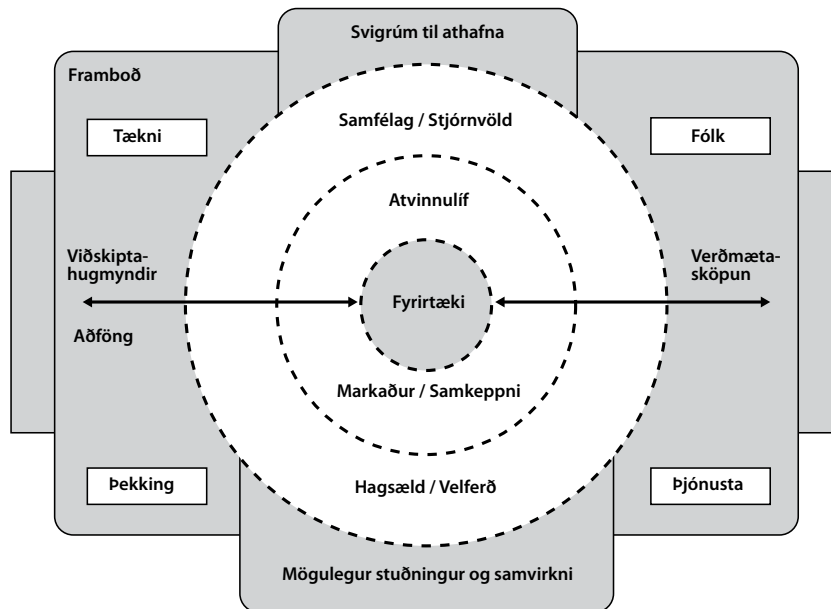 Svigrúm til athafna
Framboð
Samfélag / Stjórnvöld
Tækni
Fólk
Atvinnulíf
Viðskipta-
hugmyndir
Verðmæta-
sköpun
Fyrirtæki
Aðföng
Markaður / Samkeppni
Þekking
Hagsæld / Velferð
Þjónusta
Mögulegur stuðningur og samvirkni